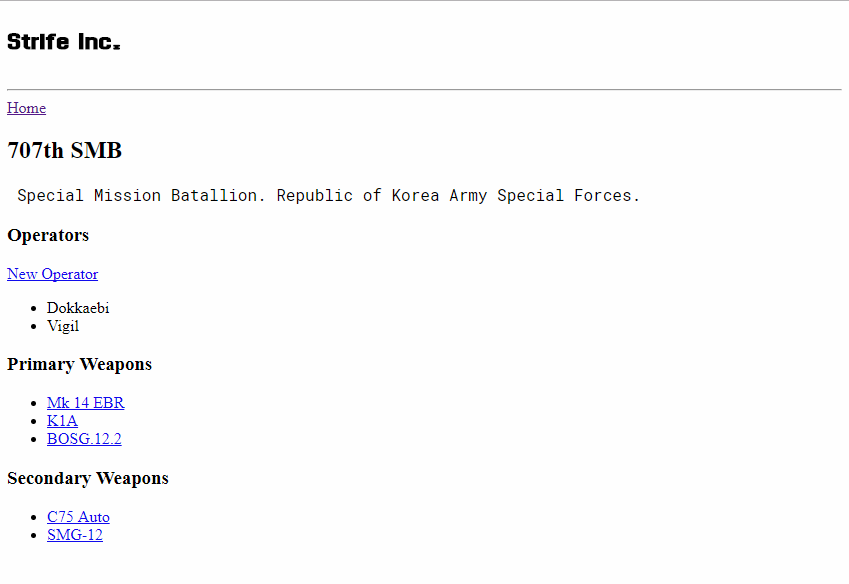 Strife Inc.
Home
707th SMB
Special Mission Batallion. Republic of Korea Army Special Forces.
Operators
New Operator
Dokkaebi
Vigil
Primary Weapons
Mk 14 EBR
K1A
BOSG.12.2
Secondary Weapons
C75 Auto
SMG-12